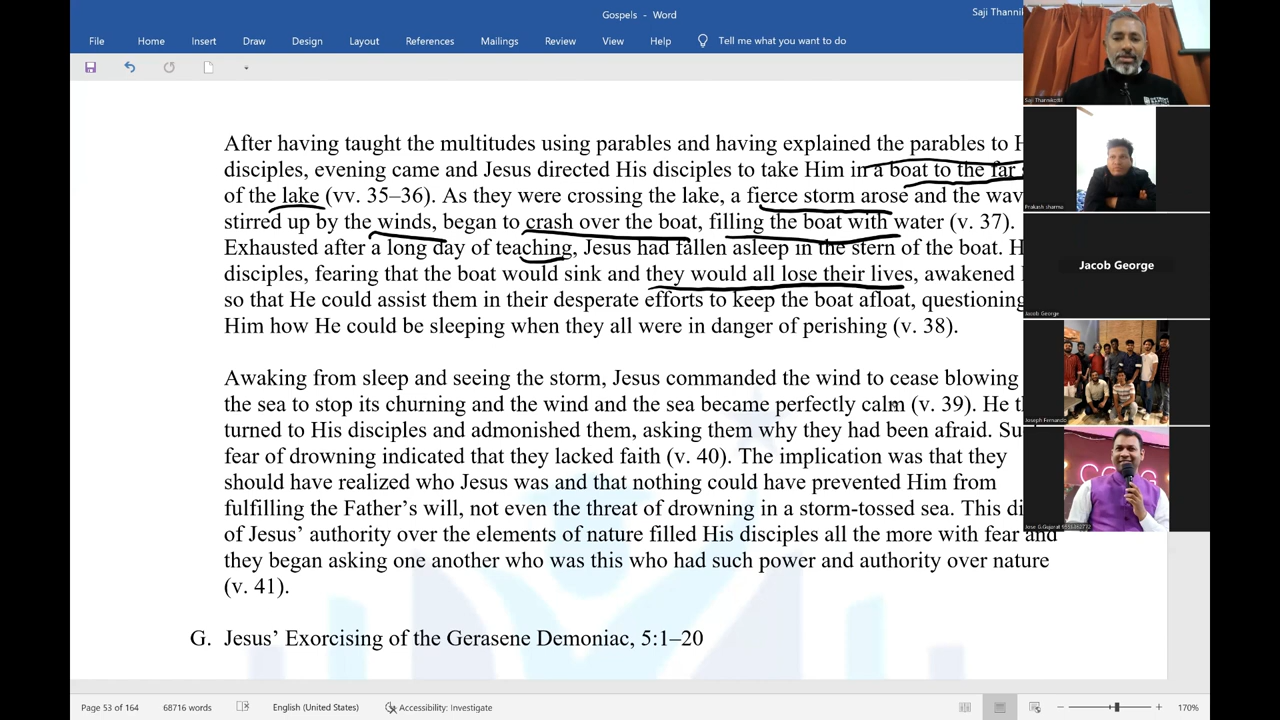 Gospels - Word
Saji Thannik
File Home Insert Draw Design Layout References Mailings Review View Help Tell me what you want to do
After having taught the multitudes using parables and having explained the parables to H
disciples, evening came and Jesus directed His disciples to take Him in a boat to the far
of the lake (vv. 35–36). As they were crossing the lake, a fierce storm arose and the wav
stirred up by the winds, began to crash over the boat, filling the boat with water (v. 37).
Exhausted after a long day of teaching, Jesus had fallen asleep in the stern of the boat. H
disciples, fearing that the boat would sink and they would all lose their lives, awakened
so that He could assist them in their desperate efforts to keep the boat afloat, questioning
Him how He could be sleeping when they all were in danger of perishing (v. 38).
Awaking from sleep and seeing the storm, Jesus commanded the wind to cease blowing
the sea to stop its churning and the wind and the sea became perfectly calm (v. 39). He th
turned to His disciples and admonished them, asking them why they had been afraid. Su
fear of drowning indicated that they lacked faith (v. 40). The implication was that they
should have realized who Jesus was and that nothing could have prevented Him from
fulfilling the Father’s will, not even the threat of drowning in a storm-tossed sea. This di
of Jesus’ authority over the elements of nature filled His disciples all the more with fear and
they began asking one another who was this who had such power and authority over nature
(v. 41).
G. Jesus’ Exorcising of the Gerasene Demoniac, 5:1–20
Prakash sharma
Jacob George
Jacob George
Joseph Fernando
Page 53 of 164 68716 words English (United States) Accessibility: Investigate 170%